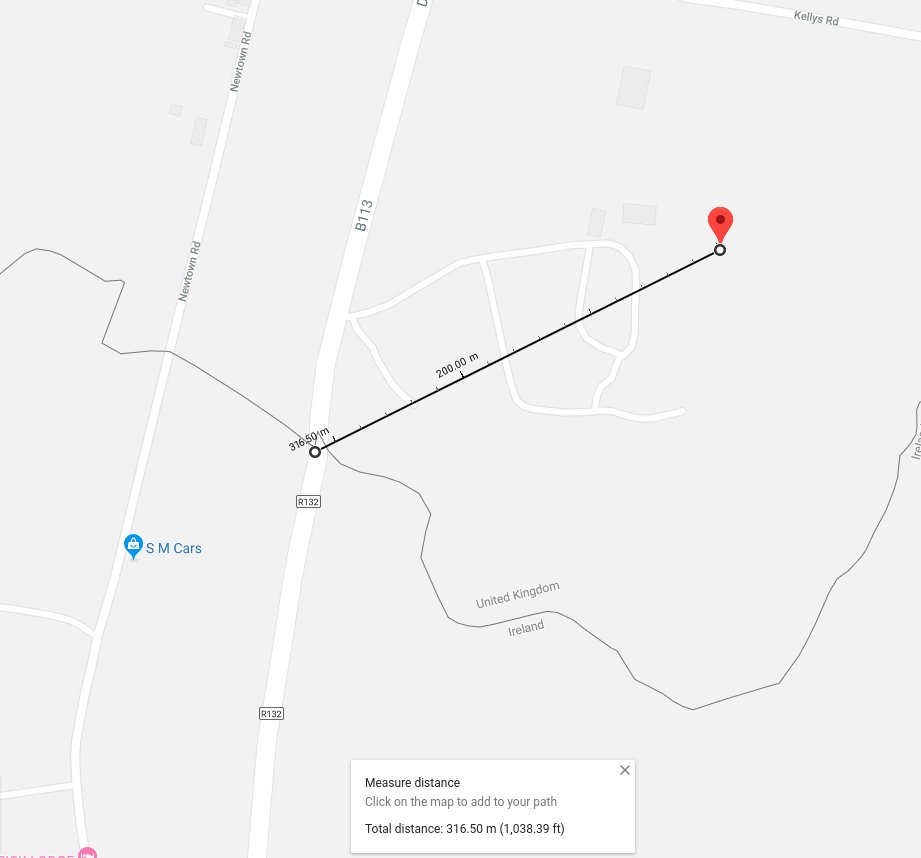 Kellys Rd
Newtown Rd
B113
Newtown Rd
200.00 m
316.50 m
R132
S M Cars
United Kingdom
Ireland
R132
Measure distance
Click on the map to add to your path
Total distance: 316.50 m (1,038.39 ft)